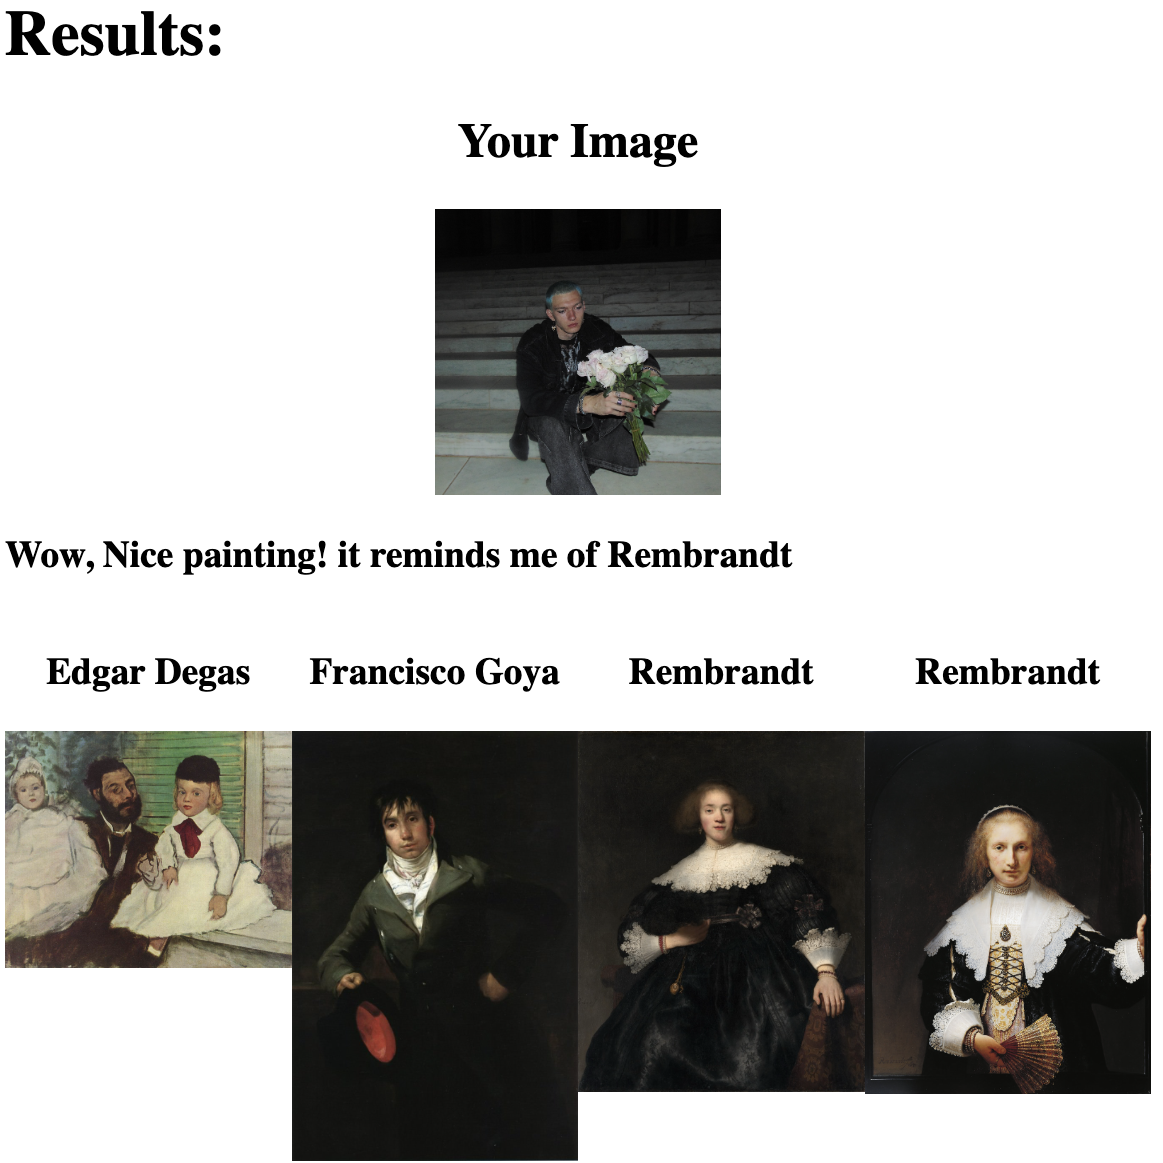 Results:
Your Image
Wow, Nice painting! it reminds me of Rembrandt
Edgar Degas Francisco Goya Rembrandt Rembrandt